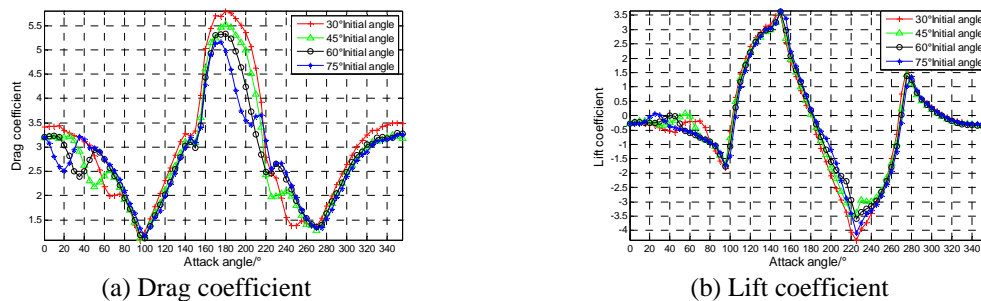 5.5
5
4.5
4
3.5
3
2.5
2
1.5
Drag coefficient
0 20 40 60 80 100 120 140 160 180 200 220 240 260 280 300 320 340
Attack angle/°
30°Initial angle
45°Initial angle
60°Initial angle
75°Initial angle
(a) Drag coefficient
3.5
3
2.5
2
1.5
1
0.5
0
-0.5
-1
-1.5
-2
-2.5
-3
-3.5
-4
Lift coefficient
0 20 40 60 80 100 120 140 160 180 200 220 240 260 280 300 320 340
Attack angle/°
30°Initial angle
45°Initial angle
60°Initial angle
75°Initial angle
(b) Lift coefficient